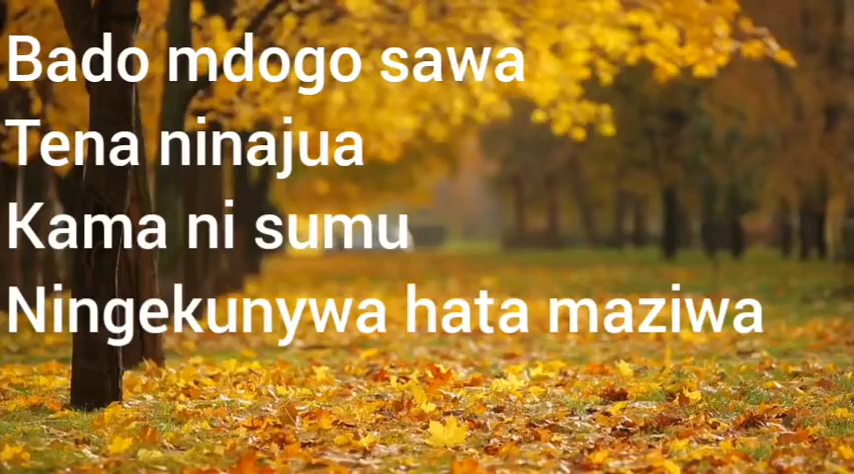 Bado mdogo sawa
Tena ninajua
Kama ni sumu
Ningekunywa hata maziwa